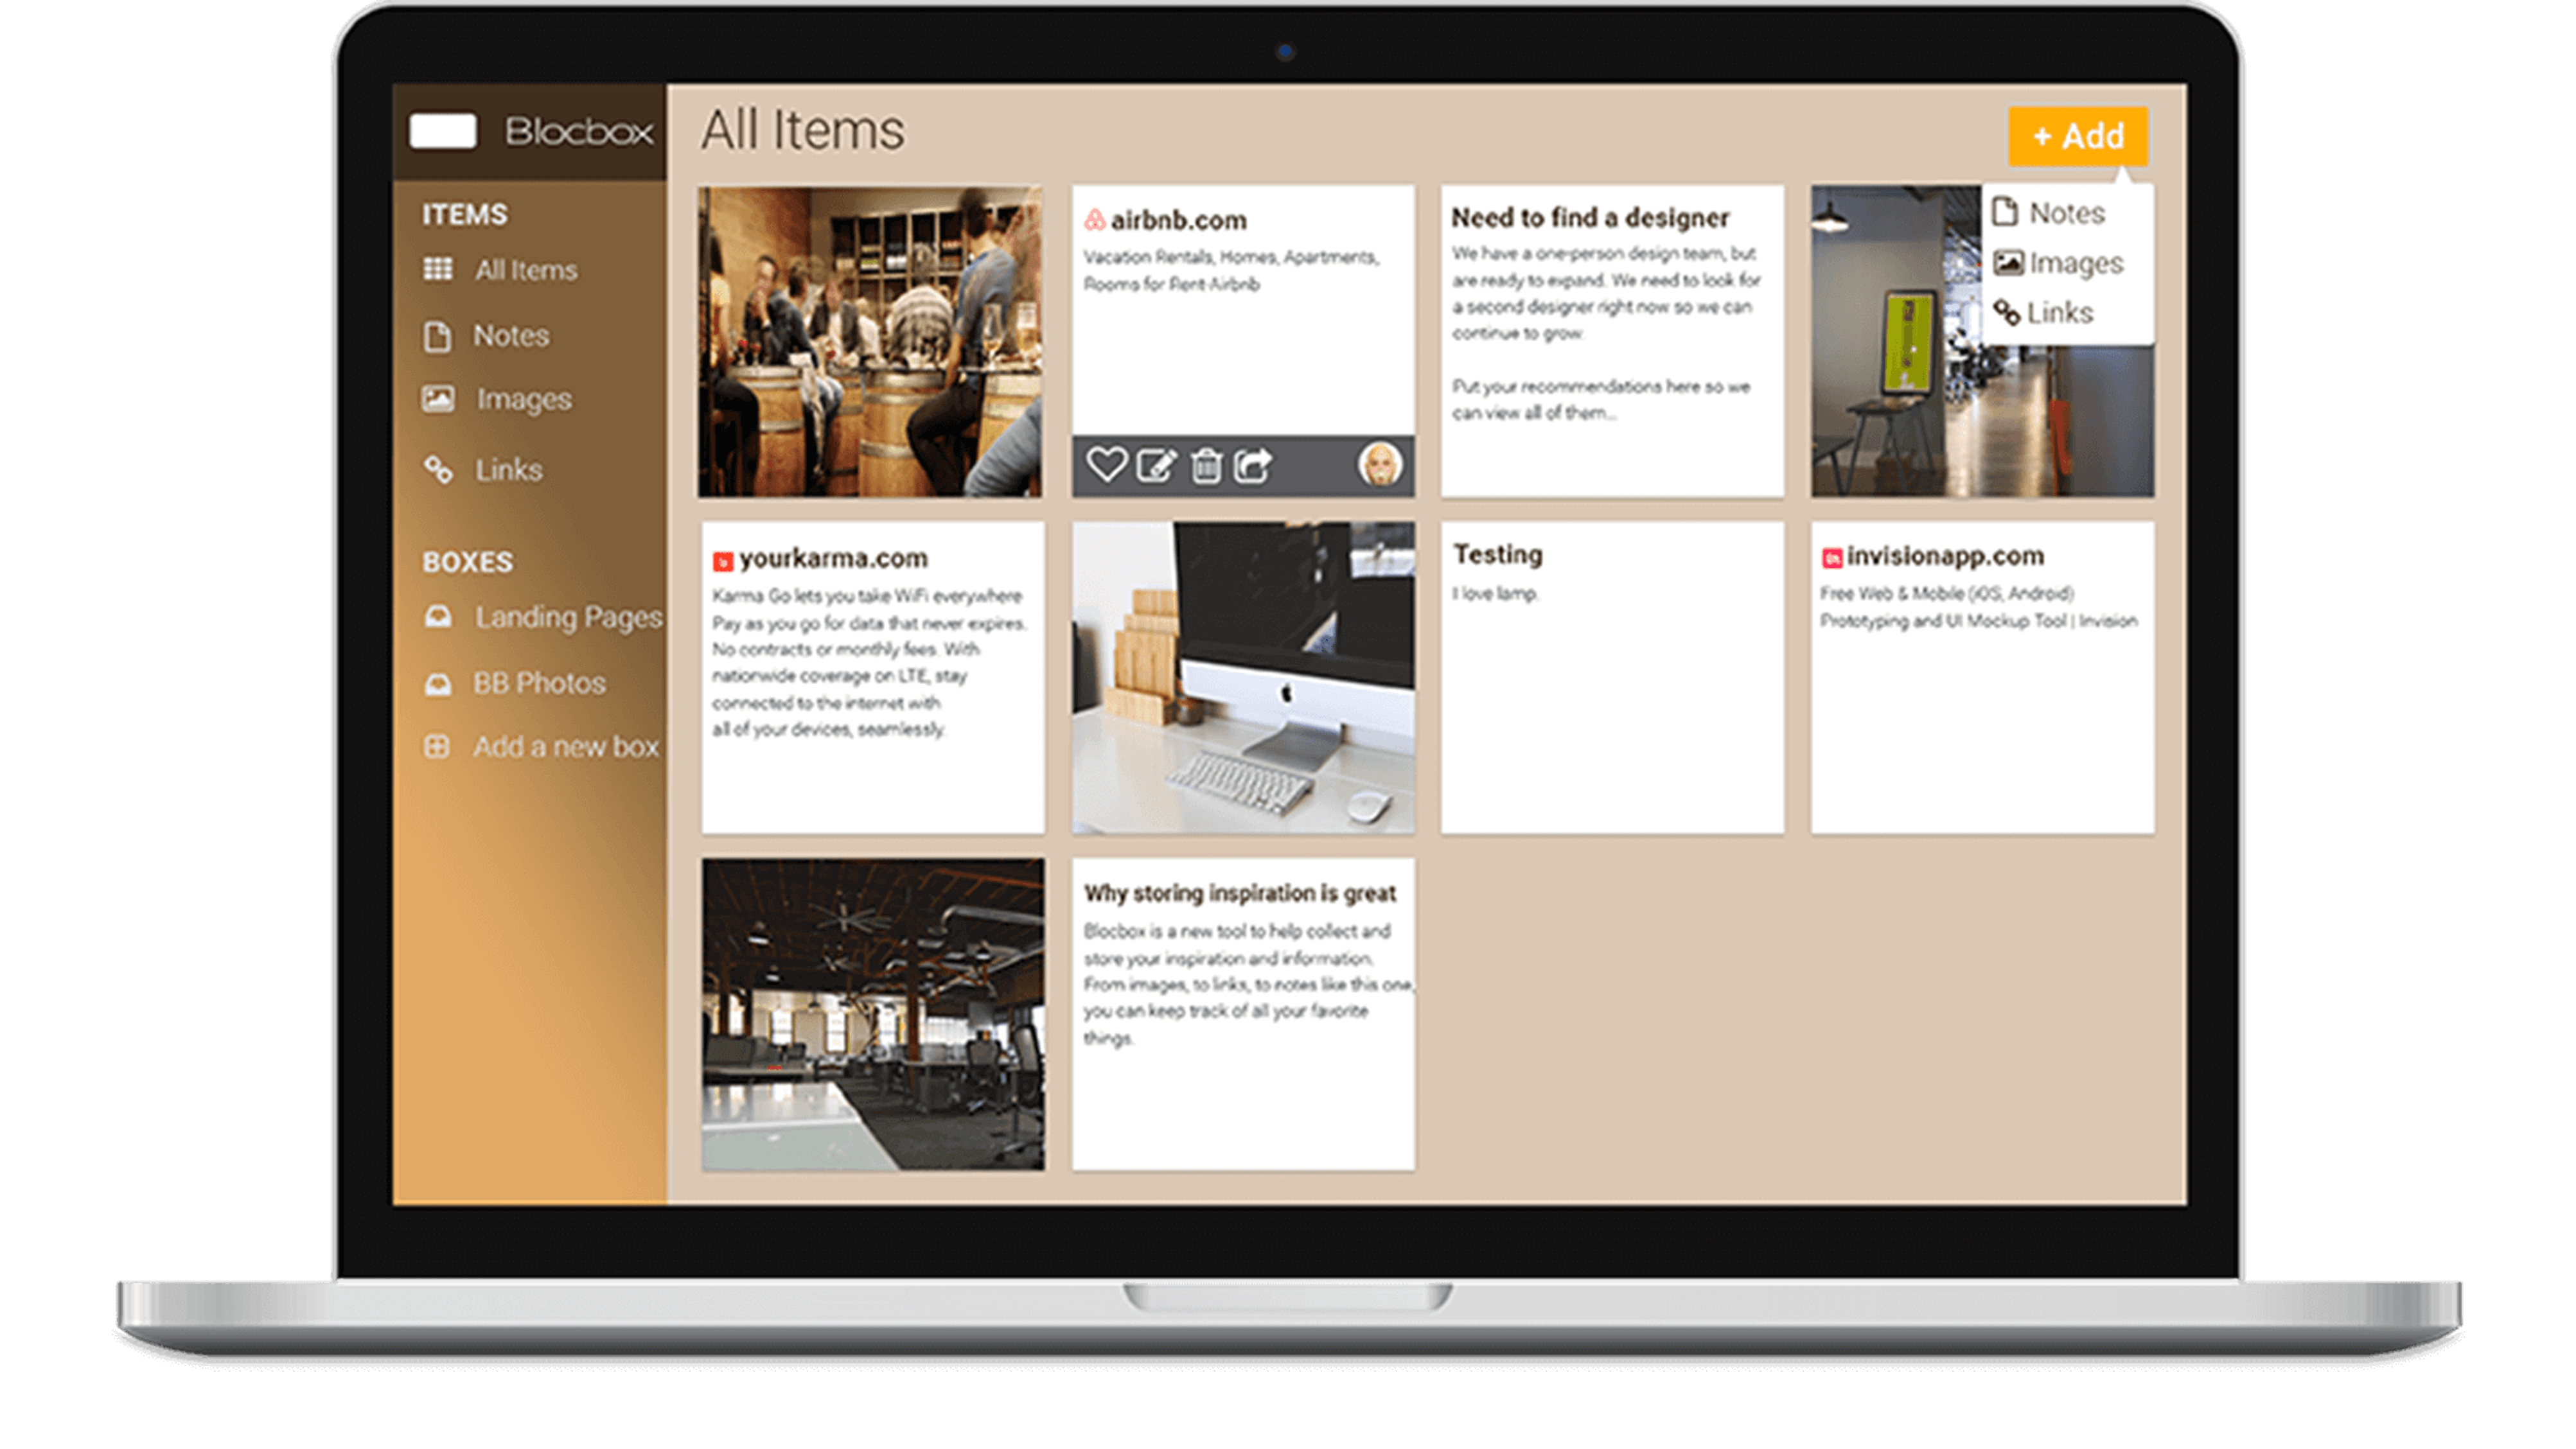 Blocbox
ITEMS
All Items
Notes
Images
Links
BOXES
Landing Pages
BB Photos
Add a new box
All Items
+ Add
Notes
Images
Links
airbnb.com
Vacation Rentals, Homes, Apartments,
Rooms for Rent-Airbnb
Need to find a designer
We have a one-person design team, but
are ready to expand. We need to look for
a second designer right now so we can
continue to grow.
Put your recommendations here so we
can view all of them...
yourkarma.com
Karma Go lets you take WiFi everywhere
Pay as you go for data that never expires.
No contracts or monthly fees. With
nationwide coverage on LTE, stay
connected to the internet with
all of your devices, seamlessly.
Testing
I love lamp.
in invisionapp.com
Free Web & Mobile (iOS, Android)
Prototyping and UI Mockup Tool | Invision
Why storing inspiration is great
Blocbox is a new tool to help collect and
store your inspiration and information.
From images, to links, to notes like this one,
you can keep track of all your favorite
things.